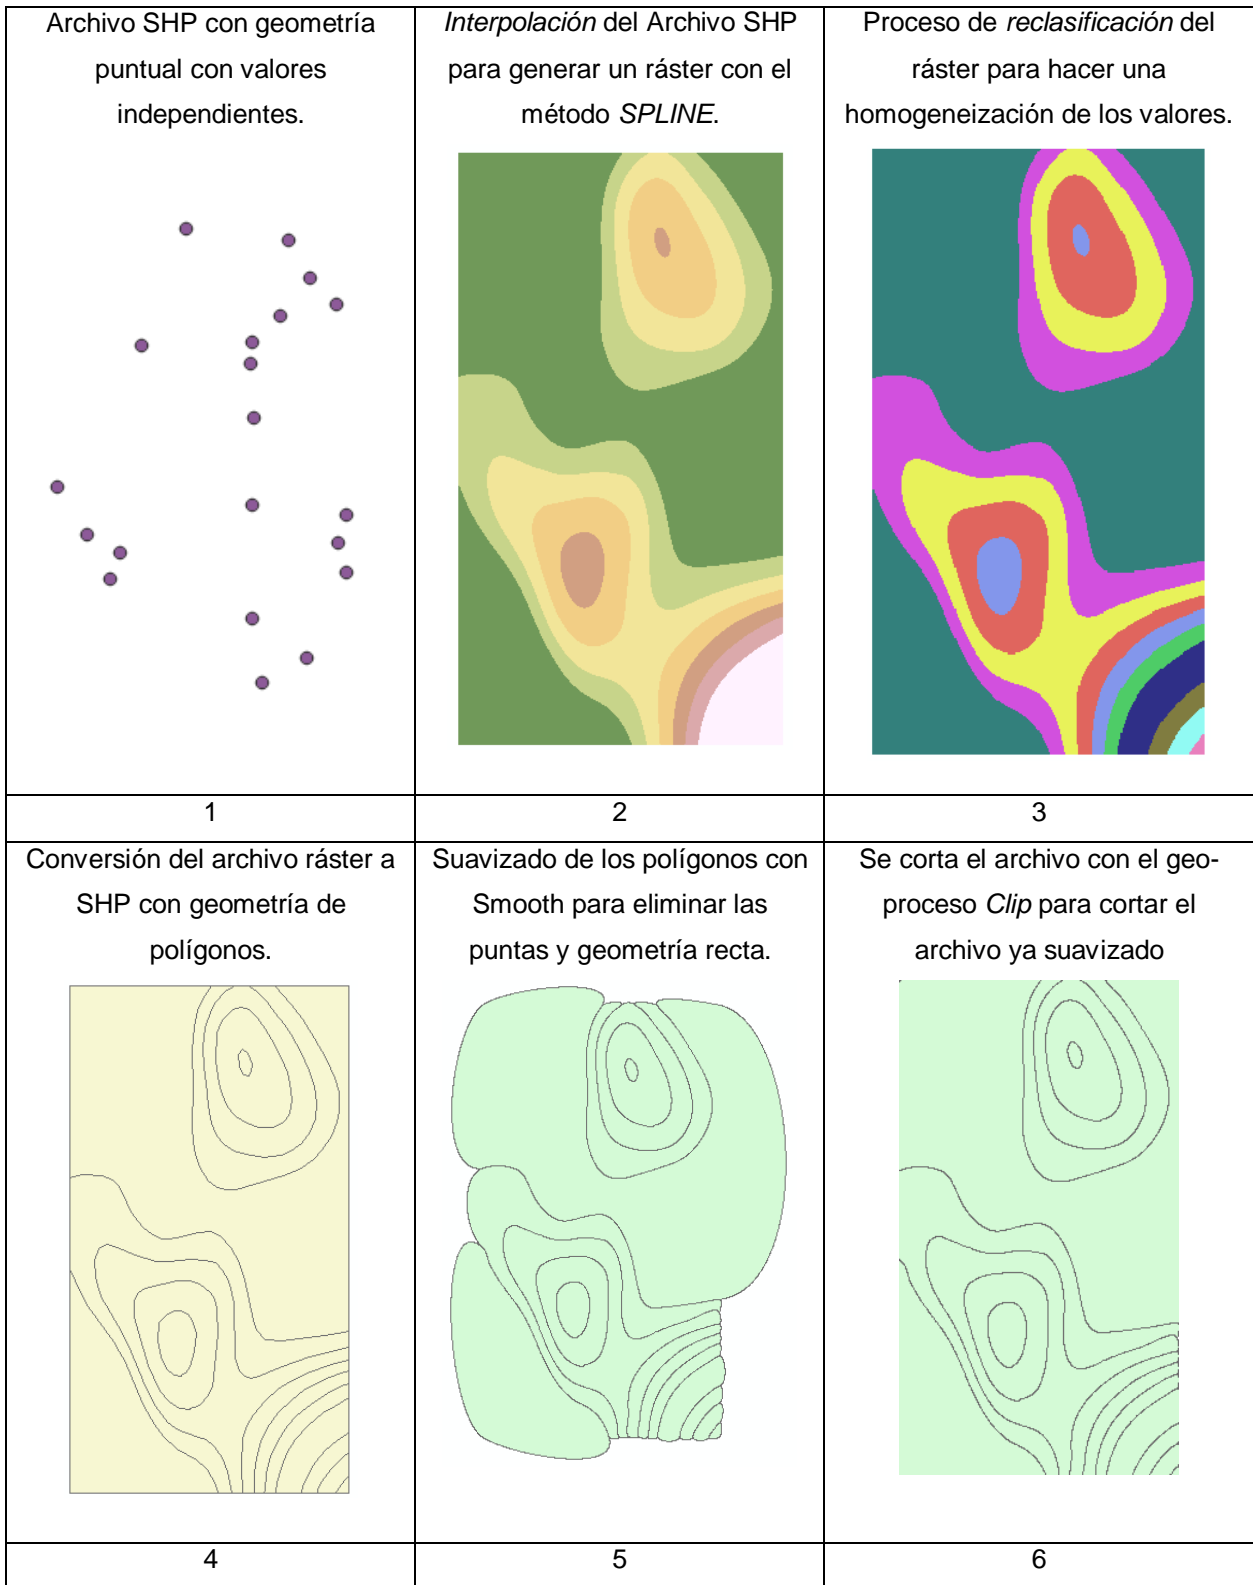 Archivo SHP con geometría
puntual con valores
independientes.
Interpolación del Archivo SHP
para generar un ráster con el
método SPLINE.
Proceso de reclasificación del
ráster para hacer una
homogeneización de los valores.
1
2
3
Conversión del archivo ráster a
SHP con geometría de
polígonos.
Suavizado de los polígonos con
Smooth para eliminar las
puntas y geometría recta.
Se corta el archivo con el geo-
proceso Clip para cortar el
archivo ya suavizado
4
5
6